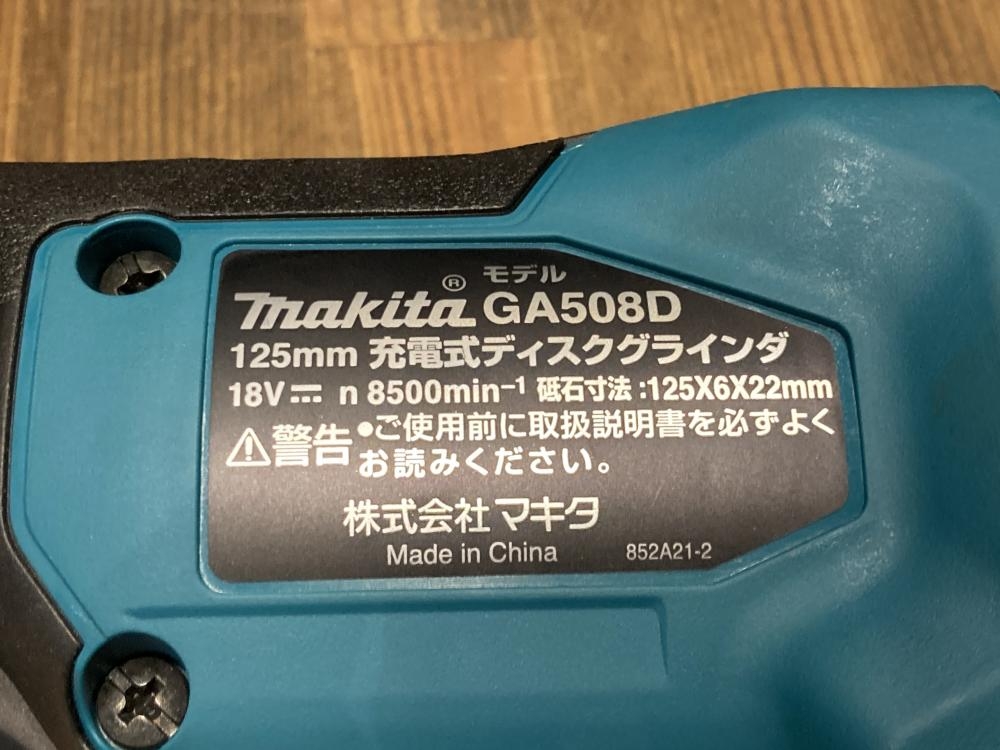 モデル
makita® GA508D
125mm 充電式ディスクグラインダ
18V⎓ n 8500min⁻¹ 砥石寸法:125X6X22mm
⚠警告 ●ご使用前に取扱説明書を必ずよく
お読みください。
株式会社マキタ
Made in China 852A21-2